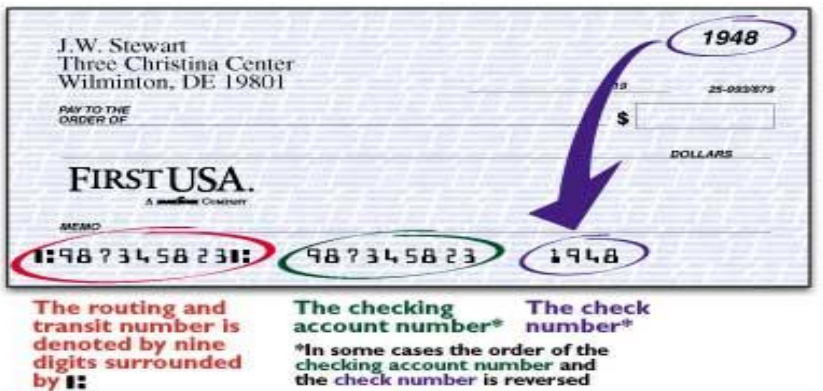 1948
J.W. Stewart
Three Christina Center
Wilminton, DE 19801
19
25-093/879
PAY TO THE
ORDER OF
$
DOLLARS
FIRST USA.
A COMPANY
MEMO
⑆987345823⑆ 987345823 1948
The routing and
transit number is
denoted by nine
digits surrounded
by ⑆
The checking
account number*
*In some cases the order of the
checking account number and
the check number is reversed
The check
number*